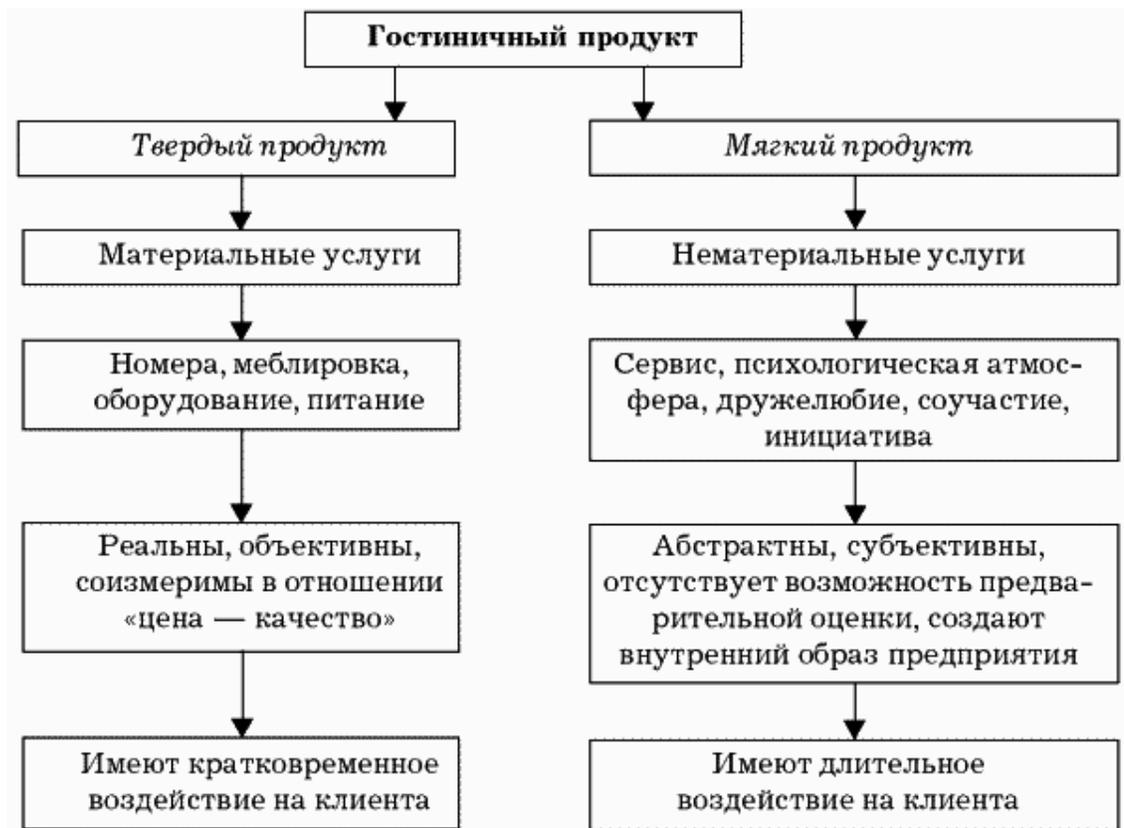 Гостиничный продукт
Твердый продукт
Мягкий продукт
Материальные услуги
Нематериальные услуги
Номера, меблировка,
оборудование, питание
Сервис, психологическая атмос-
фера, дружелюбие, соучастие,
инициатива
Реальны, объективны,
соизмеримы в отношении
«цена — качество»
Абстрактны, субъективны,
отсутствует возможность предва-
рительной оценки, создают
внутренний образ предприятия
Имеют кратковременное
воздействие на клиента
Имеют длительное
воздействие на клиента